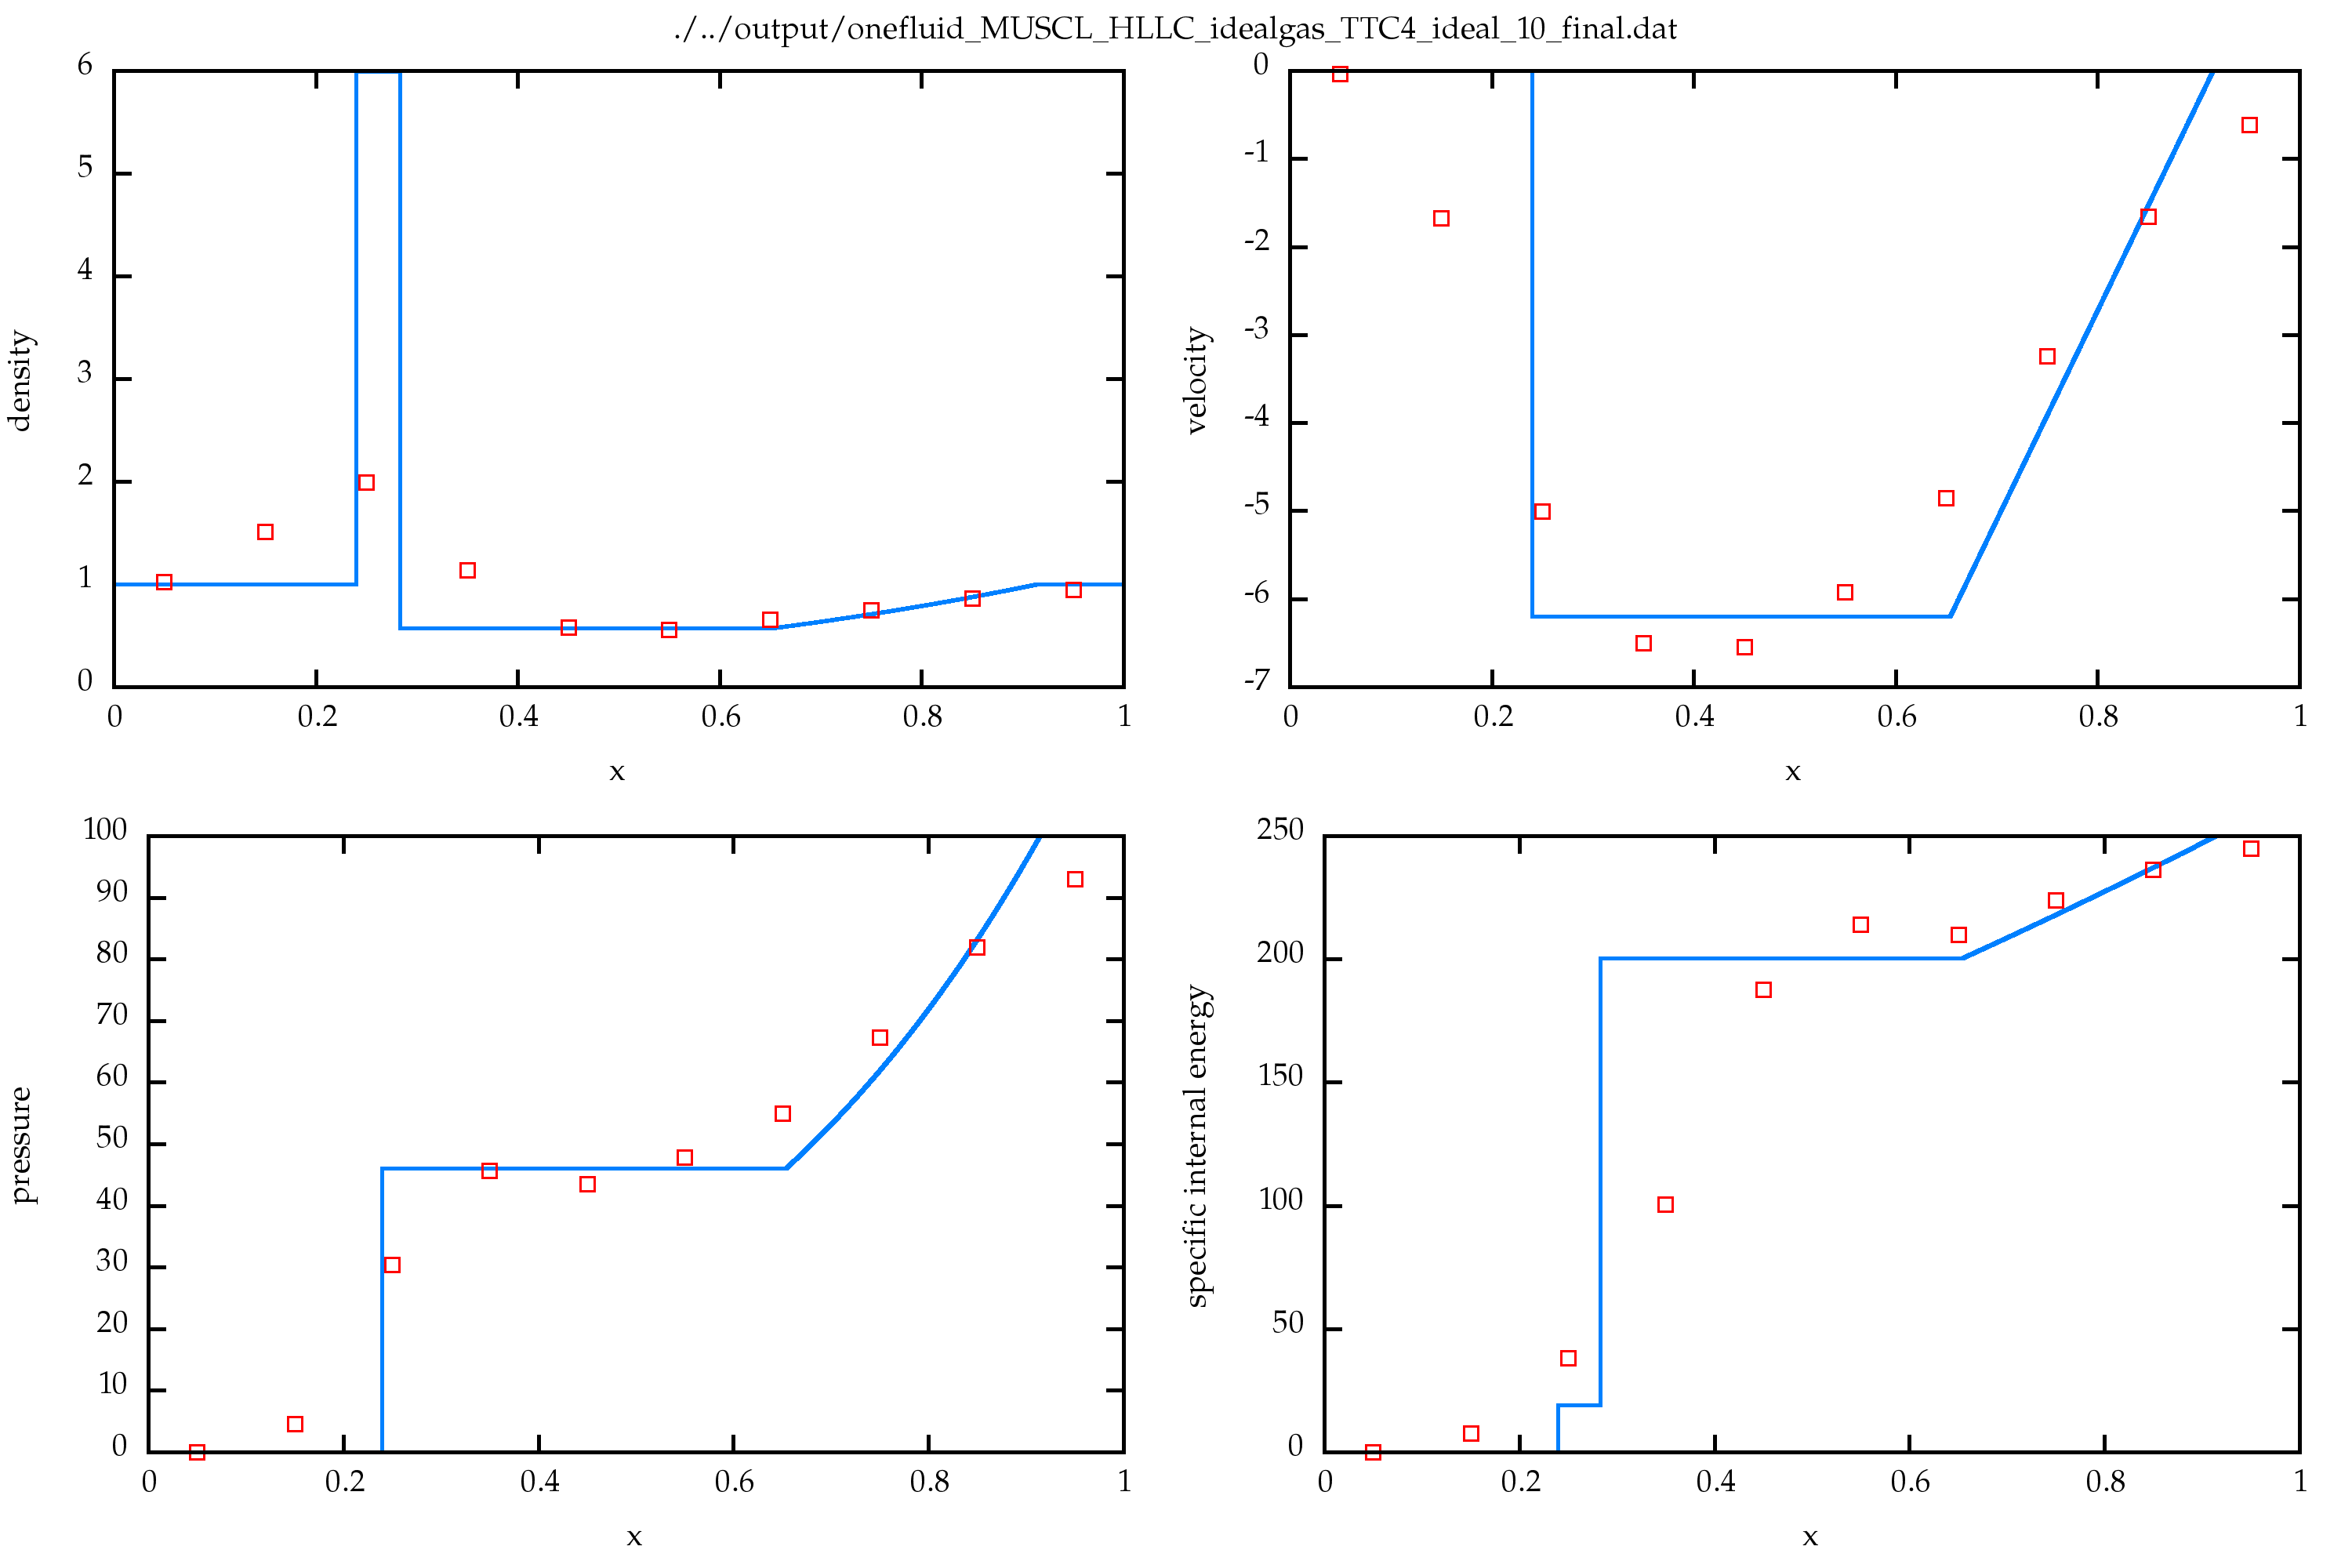 ./../output/onefluid_MUSCL_HLLC_idealgas_TTC4_ideal_10_final.dat
6
5
4
3
2
1
0
density
0 0.2 0.4 0.6 0.8 1
x
0
-1
-2
-3
-4
-5
-6
-7
velocity
0 0.2 0.4 0.6 0.8 1
x
100
90
80
70
60
50
40
30
20
10
0
pressure
0 0.2 0.4 0.6 0.8 1
x
250
200
150
100
50
0
specific internal energy
0 0.2 0.4 0.6 0.8 1
x